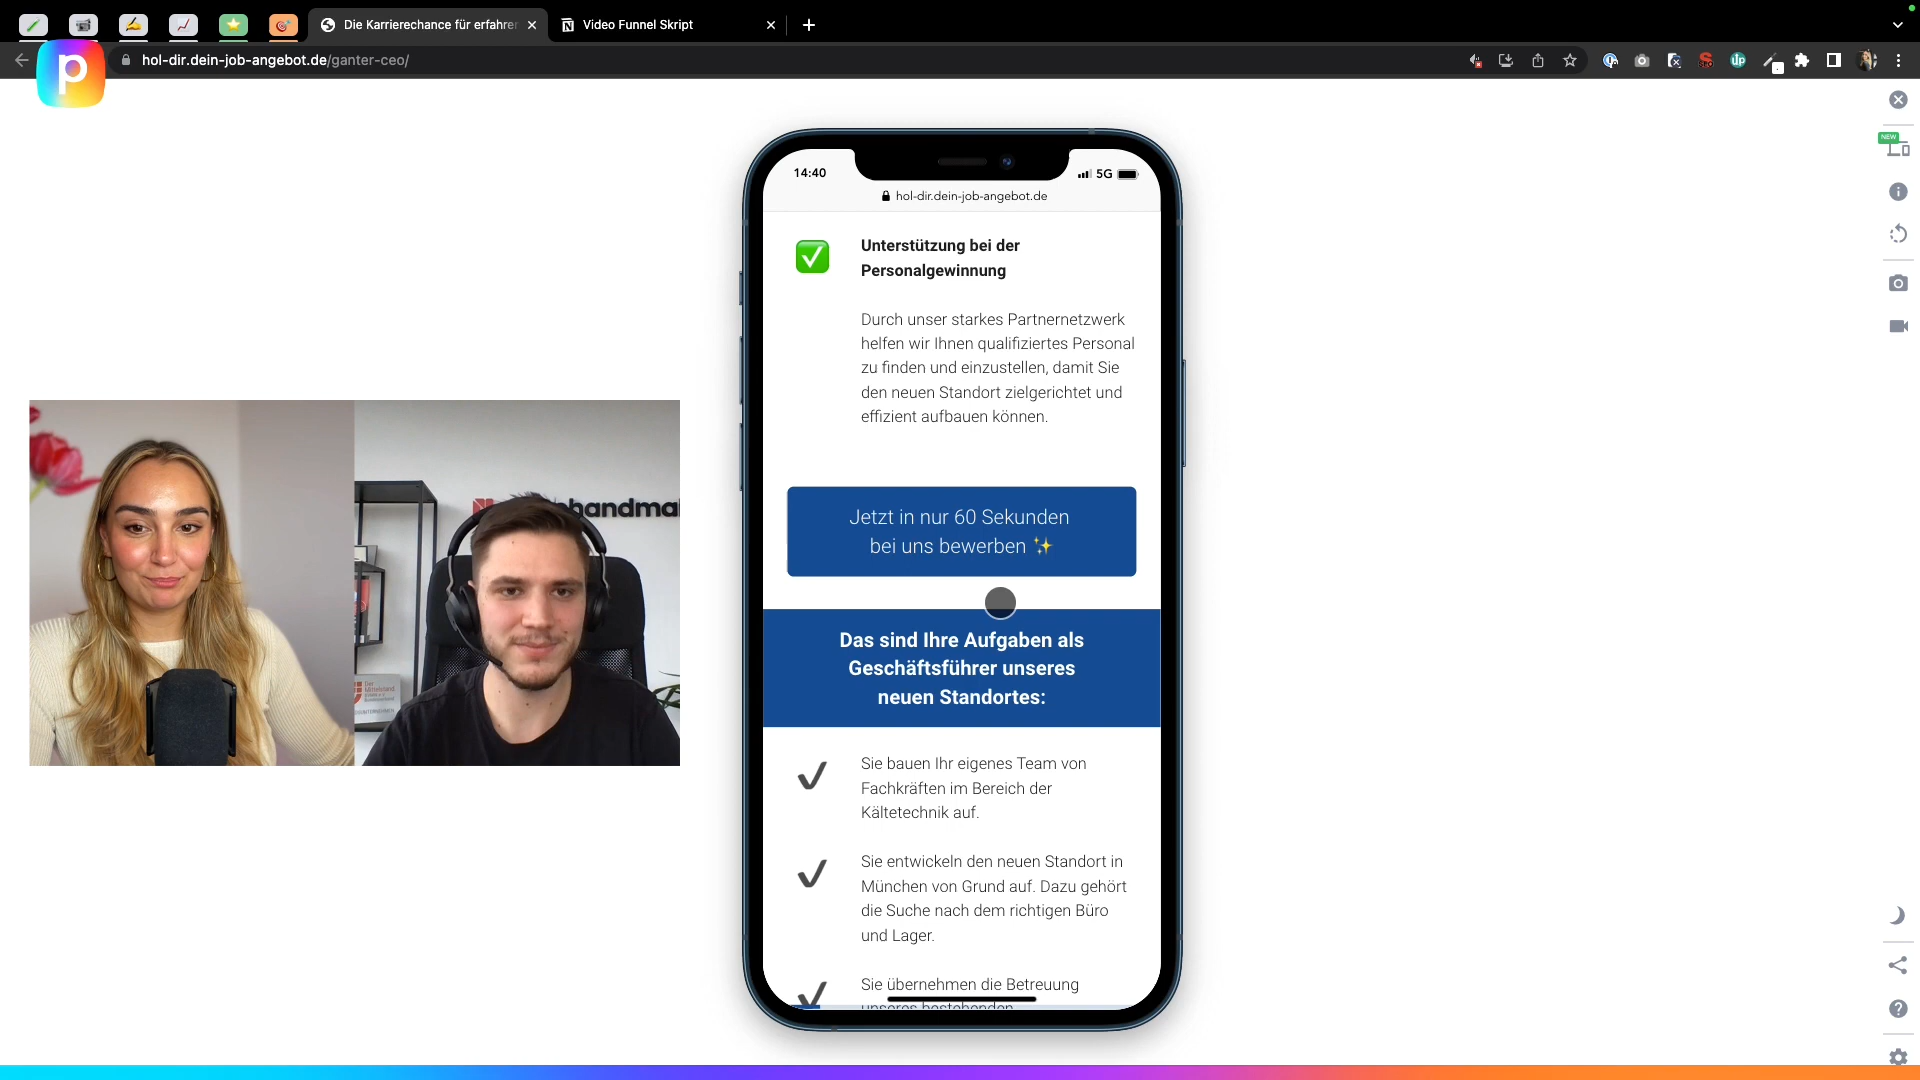 Die Karrierechance für erfahrer
Video Funnel Skript
p
hol-dir.dein-job-angebot.de/ganter-ceo/
NEW
14:40
5G
hol-dir.dein-job-angebot.de
Unterstützung bei der
Personalgewinnung
Durch unser starkes Partnernetzwerk
helfen wir Ihnen qualifiziertes Personal
zu finden und einzustellen, damit Sie
den neuen Standort zielgerichtet und
effizient aufbauen können.
Jetzt in nur 60 Sekunden
bei uns bewerben ✨
Das sind Ihre Aufgaben als
Geschäftsführer unseres
neuen Standortes:
Sie bauen Ihr eigenes Team von
Fachkräften im Bereich der
Kältetechnik auf.
Sie entwickeln den neuen Standort in
München von Grund auf. Dazu gehört
die Suche nach dem richtigen Büro
und Lager.
Sie übernehmen die Betreuung
unseres bestehenden
handma
Der
Mittelstand